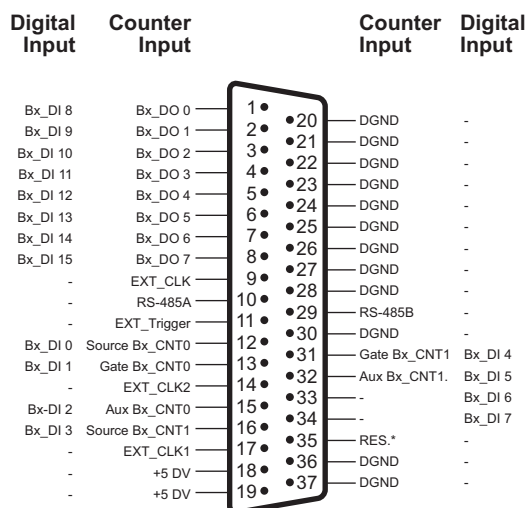 Digital Input Counter Input Counter Input Digital Input
Bx_DI 8 Bx_DO 0 1 20 DGND -
Bx_DI 9 Bx_DO 1 2 21 DGND -
Bx_DI 10 Bx_DO 2 3 22 DGND -
Bx_DI 11 Bx_DO 3 4 23 DGND -
Bx_DI 12 Bx_DO 4 5 24 DGND -
Bx_DI 13 Bx_DO 5 6 25 DGND -
Bx_DI 14 Bx_DO 6 7 26 DGND -
Bx_DI 15 Bx_DO 7 8 27 DGND -
- EXT_CLK 9 28 DGND -
- RS-485A 10 29 RS-485B -
- EXT_Trigger 11 30 DGND -
Bx_DI 0 Source Bx_CNT0 12 31 Gate Bx_CNT1 Bx_DI 4
Bx_DI 1 Gate Bx_CNT0 13 32 Aux Bx_CNT1. Bx_DI 5
- EXT_CLK2 14 33 - Bx_DI 6
Bx-DI 2 Aux Bx_CNT0 15 34 - Bx_DI 7
Bx_DI 3 Source Bx_CNT1 16 35 RES.* -
- EXT_CLK1 17 36 DGND -
- +5 DV 18 37 DGND -
- +5 DV 19